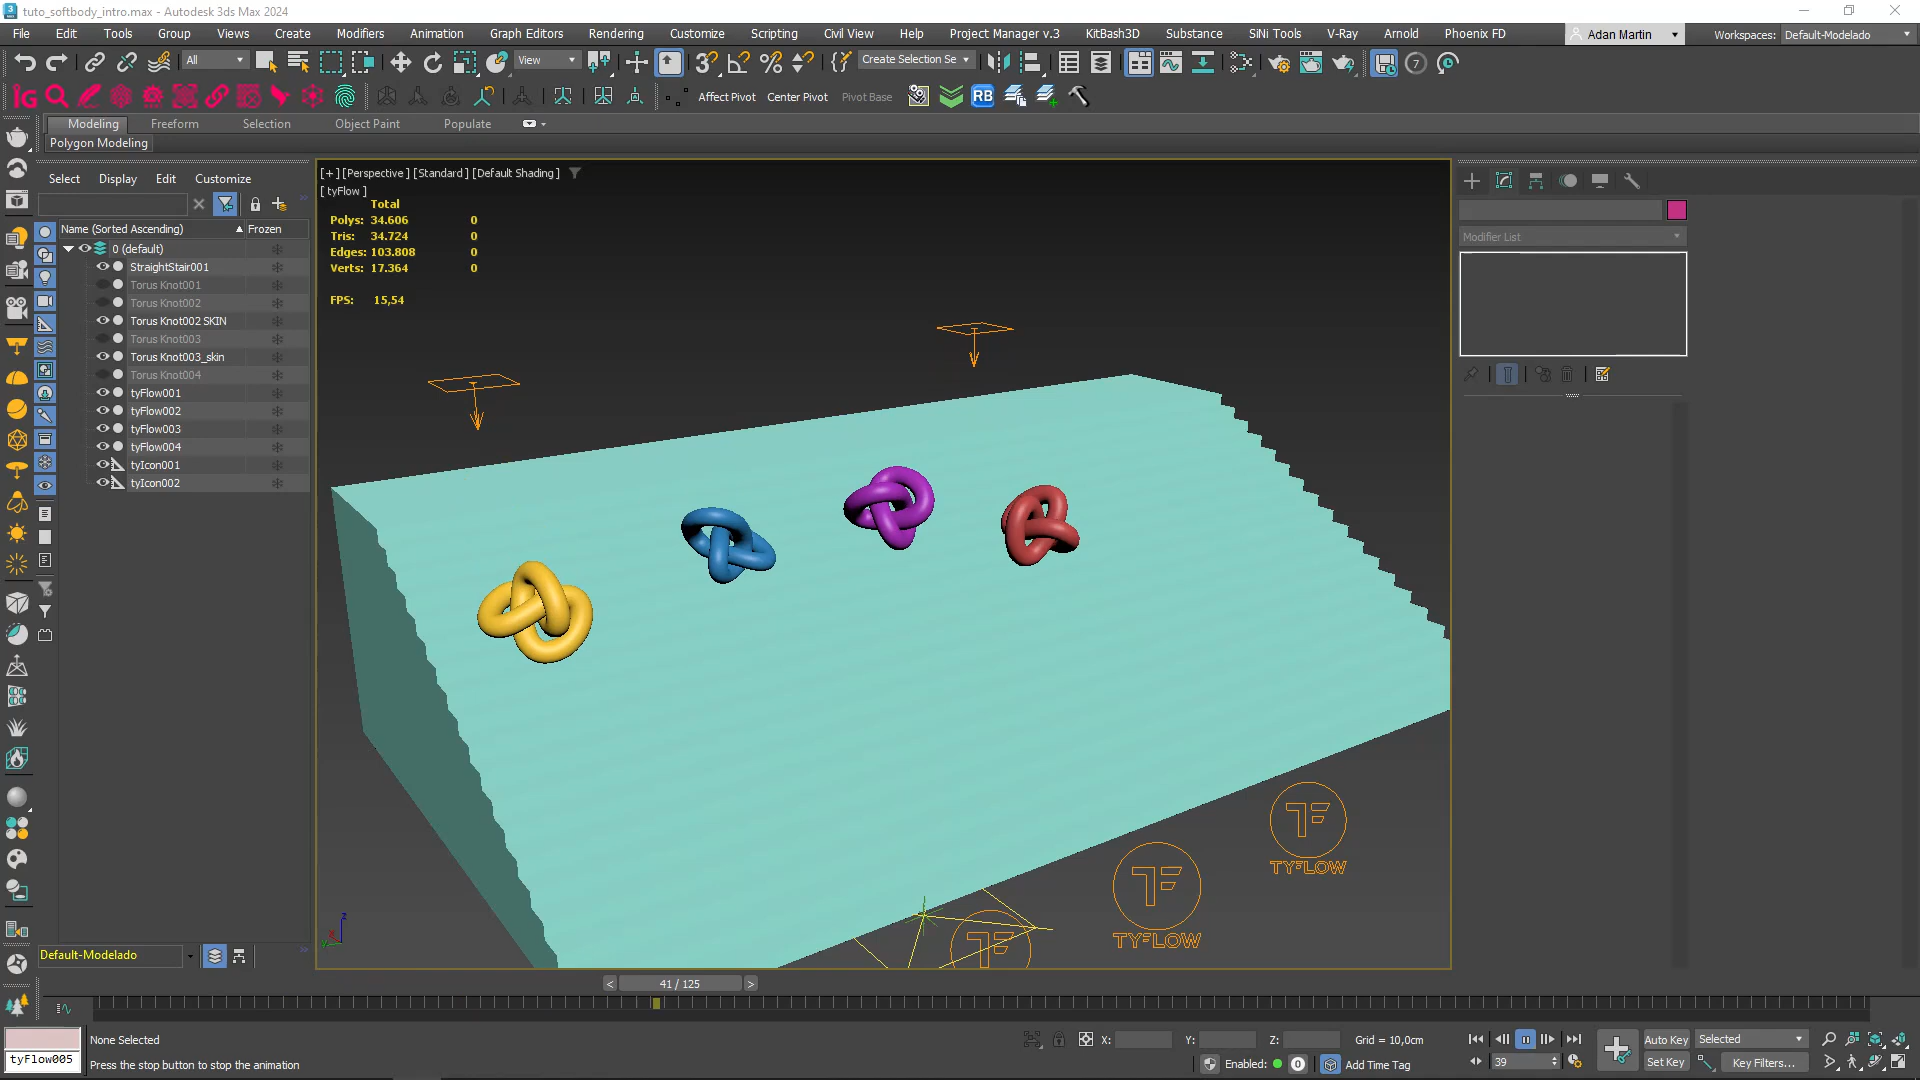 tuto_softbody_intro.max - Autodesk 3ds Max 2024
File Edit Tools Group Views Create Modifiers Animation Graph Editors Rendering Customize Scripting Civil View Help Project Manager v.3 KitBash3D Substance SiNi Tools V-Ray Arnold Phoenix FD Adan Martin Workspaces: Default-Modelado
All View Create Selection Se
Affect Pivot Center Pivot Pivot Base RB
Modeling Freeform Selection Object Paint Populate
Polygon Modeling
Select Display Edit Customize
Name (Sorted Ascending) Frozen
0 (default)
StraightStair001
Torus Knot001
Torus Knot002
Torus Knot002 SKIN
Torus Knot003
Torus Knot003_skin
Torus Knot004
tyFlow001
tyFlow002
tyFlow003
tyFlow004
tyIcon001
tyIcon002
[+] [Perspective ] [Standard ] [Default Shading ]
[ tyFlow ]
Total
Polys: 34.606 0
Tris: 34.724 0
Edges: 103.808 0
Verts: 17.364 0
FPS: 15,54
TYFLOW
TYFLOW
Modifier List
Default-Modelado
< 41 / 125 >
None Selected X: Y: Z: Grid = 10,0cm Auto Key Selected
tyFlow005 Press the stop button to stop the animation Enabled: 0 Add Time Tag 39 Set Key Key Filters...